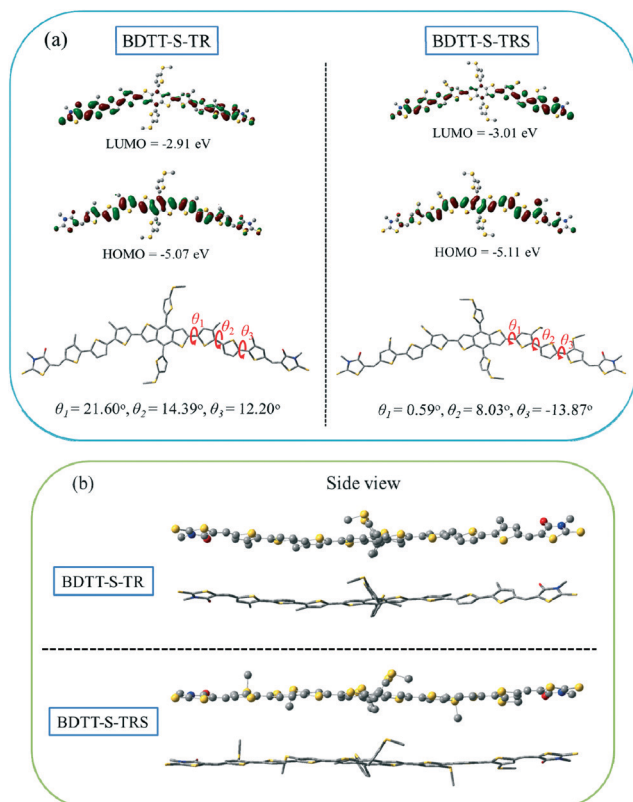 (a)
BDTT-S-TR
BDTT-S-TRS
LUMO = -2.91 eV
LUMO = -3.01 eV
HOMO = -5.07 eV
HOMO = -5.11 eV
θ1 θ2 θ3
θ1 θ2 θ3
θ1 = 21.60°, θ2 = 14.39°, θ3 = 12.20°
θ1 = 0.59°, θ2 = 8.03°, θ3 = -13.87°
(b)
Side view
BDTT-S-TR
BDTT-S-TRS